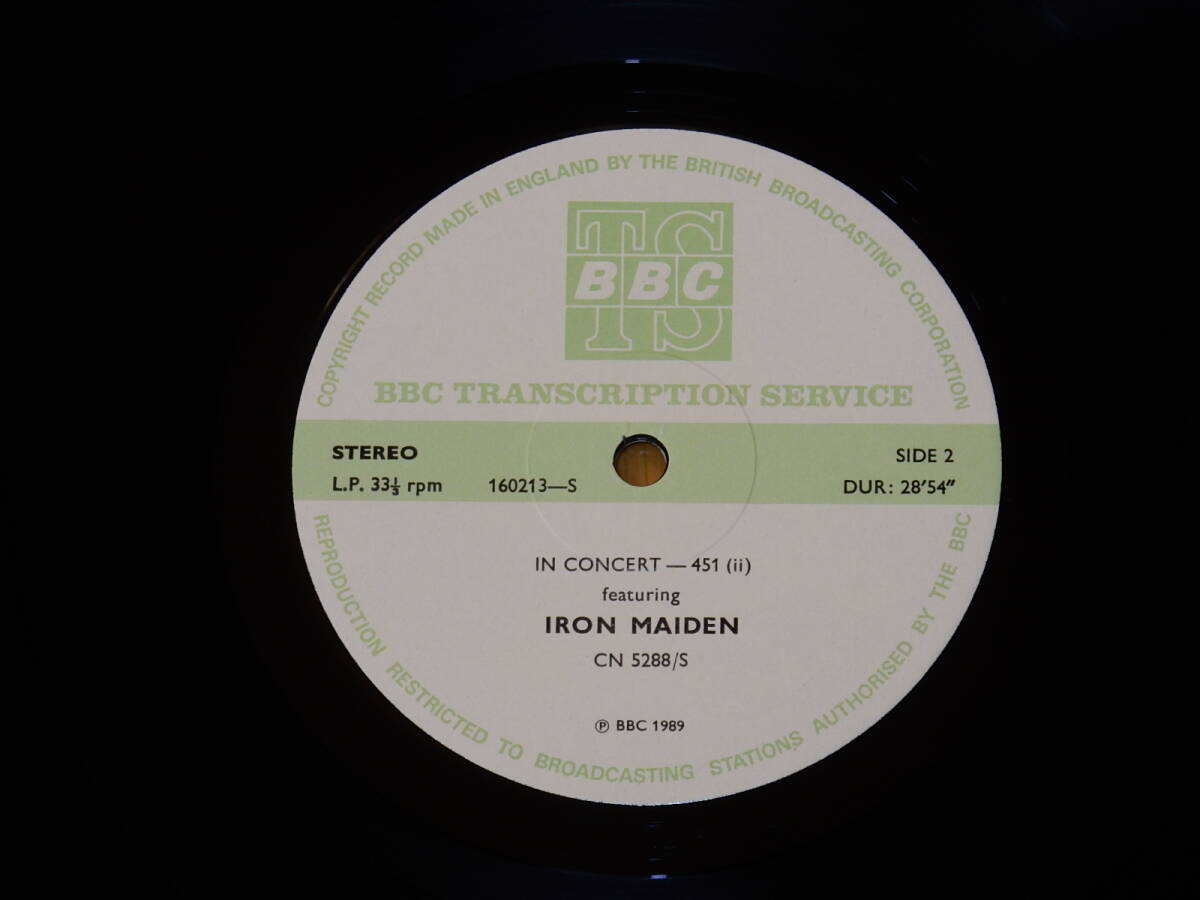 COPYRIGHT RECORD MADE IN ENGLAND BY THE BRITISH BROADCASTING CORPORATION
TS
BBC
BBC TRANSCRIPTION SERVICE
STEREO
SIDE 2
L.P. 33⅓ rpm 160213—S
DUR: 28'54"
IN CONCERT — 451 (ii)
featuring
IRON MAIDEN
CN 5288/S
℗ BBC 1989
REPRODUCTION RESTRICTED TO BROADCASTING STATIONS AUTHORISED BY THE BBC